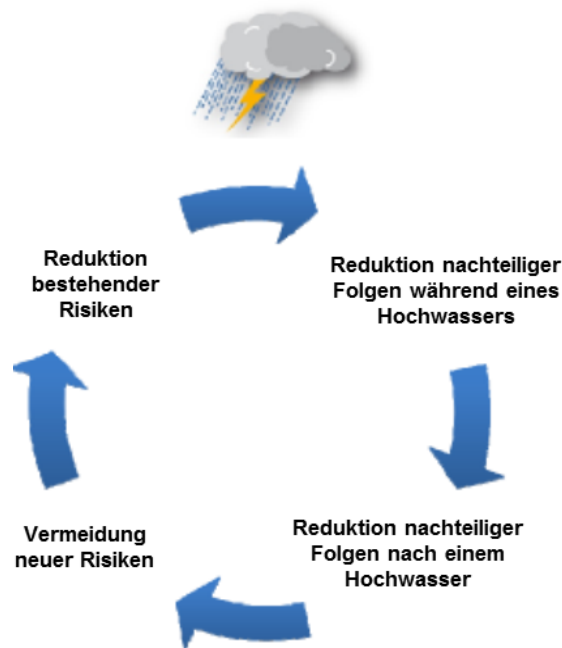 Reduktion
bestehender
Risiken
Reduktion nachteiliger
Folgen während eines
Hochwassers
Reduktion nachteiliger
Folgen nach einem
Hochwasser
Vermeidung
neuer Risiken